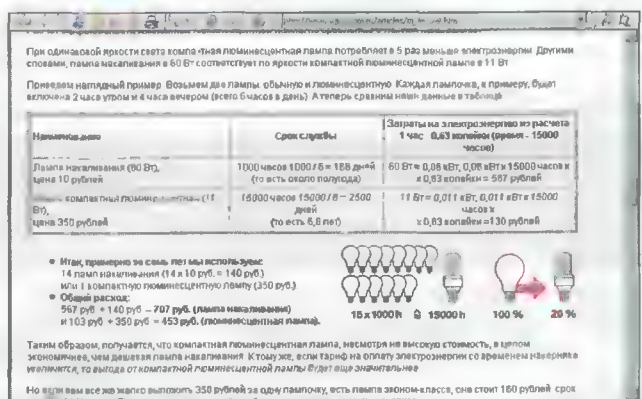 При одинаковой яркости света компактная люминесцентная лампа потребляет в 5 раз меньше электроэнергии. Другими
словами, лампа накаливания в 60 Вт соответствует по яркости компактной люминесцентной лампе в 11 Вт
Приведем наглядный пример. Возьмем две лампы: обычную и люминесцентную. Каждая лампочка, к примеру, будет
включена 2 часа утром и 4 часа вечером (всего 6 часов в день). А теперь сравним наши данные в таблице
Наименование
Срок службы
Затраты на электроэнергию из расчета
1 час 0,63 копейки (время - 15000
часов)
Лампа накаливания (60 Вт),
цена 10 рублей
1000 часов 1000 / 6 = 166 дней
(то есть около полугода)
60 Вт = 0,06 кВт, 0,06 кВт х 15000 часов х
х 0,63 копейки = 567 рублей
компактная люминесцентная (11
Вт),
цена 350 рублей
15000 часов 15000 / 6 = 2500
дней
(то есть 6,8 лет)
11 Вт = 0,011 кВт, 0,011 кВт х 15000
часов х
х 0,63 копейки =130 рублей
Итак, примерно за семь лет мы используем:
14 ламп накаливания (14 x 10 руб. = 140 руб.)
или 1 компактную люминесцентную лампу (350 руб.)
Общий расход:
567 руб + 140 руб = 707 руб. (лампа накаливания)
и 103 руб + 350 руб = 453 руб. (люминесцентная лампа).
15 x 1000 h
15000 h
100 %
20 %
Таким образом, получается, что компактная люминесцентная лампа, несмотря на высокую стоимость, в целом
экономичнее, чем дешевая лампа накаливания. К тому же, если тариф на оплату электроэнергии со временем наверняка
увеличится, то выгода от компактной люминесцентной лампы будет еще значительнее
Но если вам все же жалко выложить 350 рублей за одну лампочку, есть лампа эконом-класса, она стоит 160 рублей срок